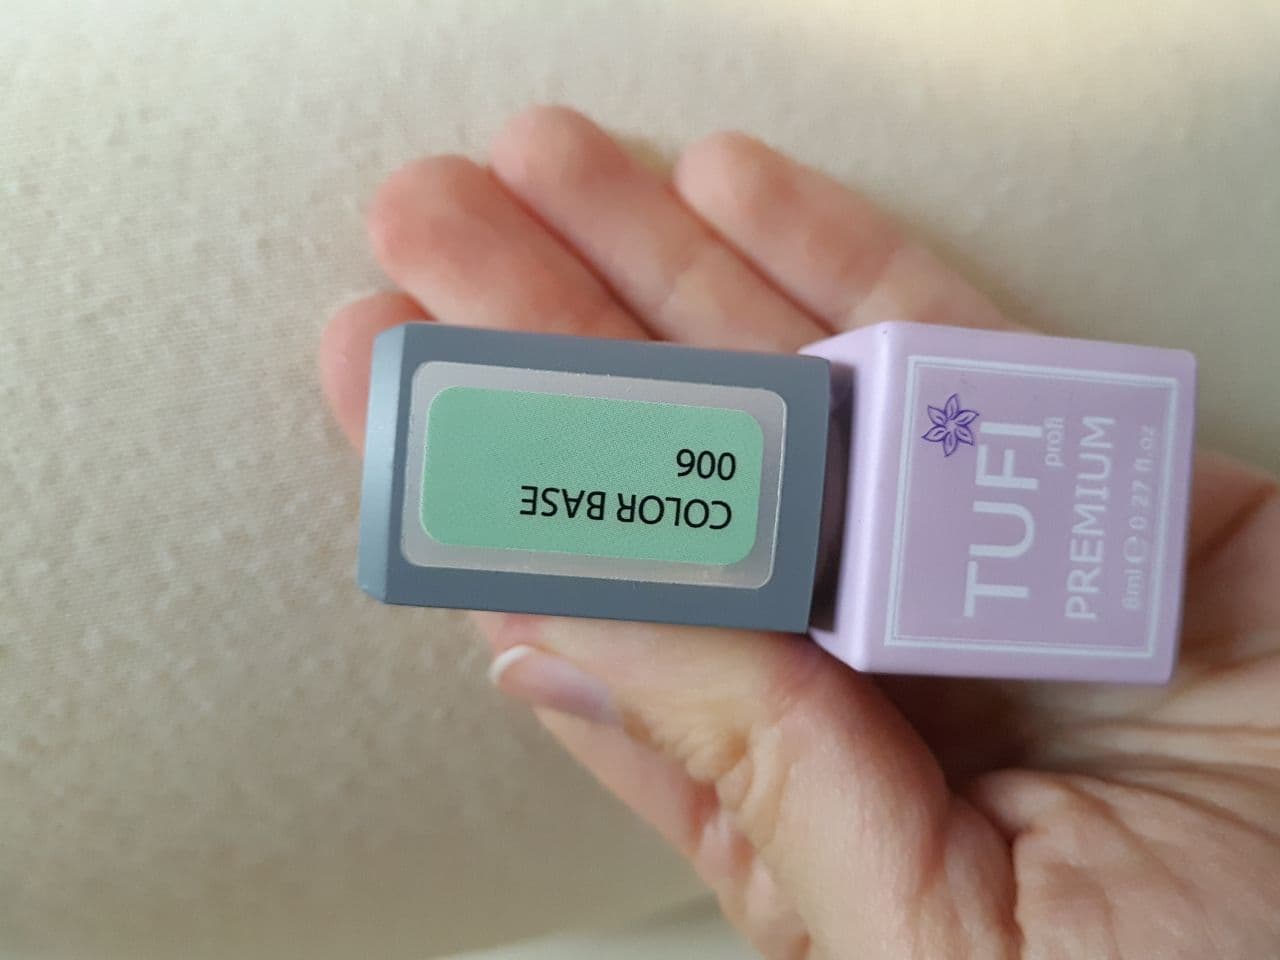 COLOR BASE
006
TUFI
profi
PREMIUM
8ml e 0.27 fl oz